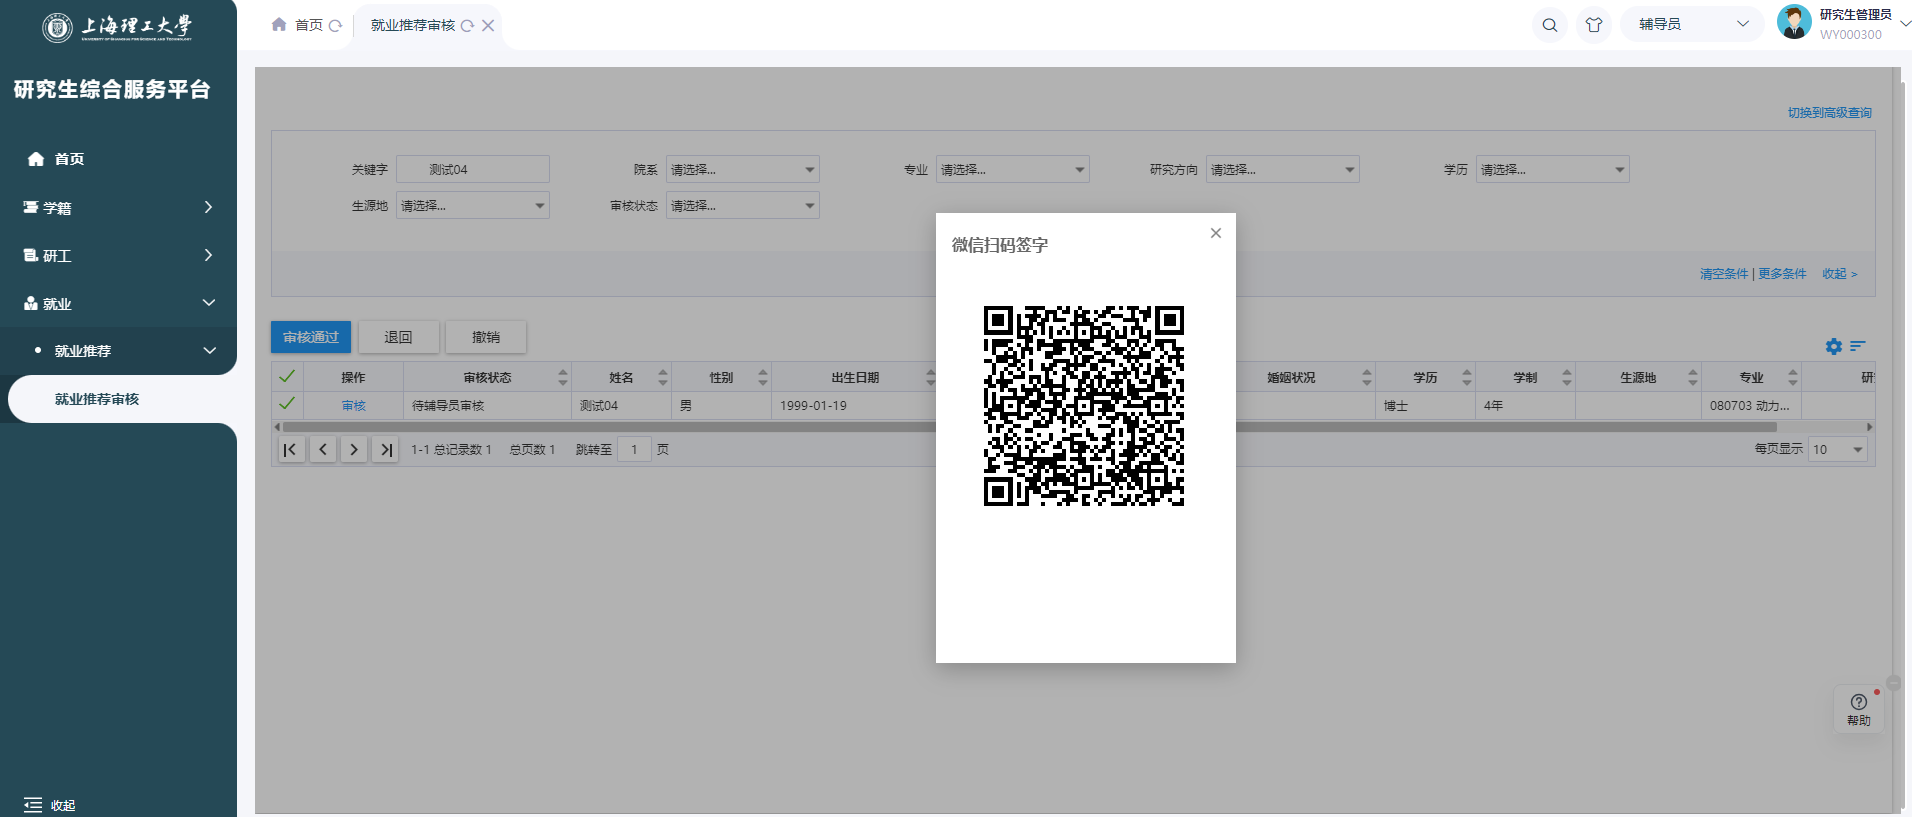 上海理工大学
UNIVERSITY OF SHANGHAI FOR SCIENCE AND TECHNOLOGY
研究生综合服务平台
首页
学籍
研工
就业
就业推荐
就业推荐审核
收起
首页 就业推荐审核
辅导员
研究生管理员
WY000300
切换到高级查询
关键字 测试04 院系 请选择... 专业 请选择... 研究方向 请选择... 学历 请选择...
生源地 请选择... 审核状态 请选择...
清空条件 | 更多条件 收起 >
审核通过 退回 撤销
操作 审核状态 姓名 性别 出生日期 婚姻状况 学历 学制 生源地 专业
审核 待辅导员审核 测试04 男 1999-01-19 博士 4年 080703 动力...
1-1 总记录数 1 总页数 1 跳转至 1 页 每页显示 10
微信扫码签字
帮助